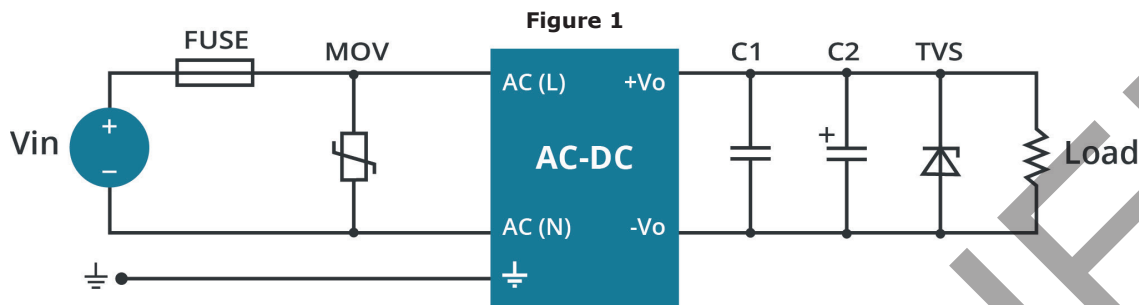 Figure 1
FUSE
MOV
C1
C2
TVS
AC (L)
+Vo
Vin
+
−
AC-DC
+
Load
AC (N)
-Vo